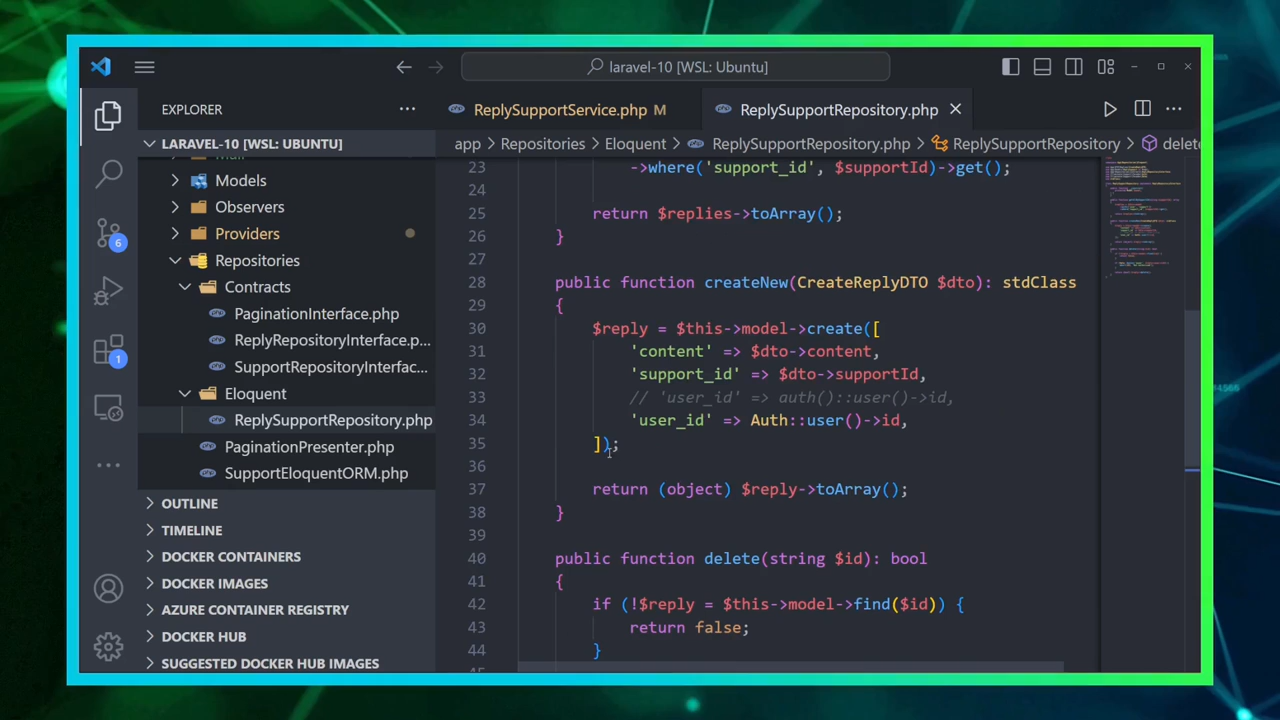 laravel-10 [WSL: Ubuntu]
EXPLORER
ReplySupportService.php M
ReplySupportRepository.php
LARAVEL-10 [WSL: UBUNTU]
app > Repositories > Eloquent > ReplySupportRepository.php > ReplySupportRepository > delete
Models
Observers
Providers
Repositories
Contracts
PaginationInterface.php
ReplyRepositoryInterface.p...
SupportRepositoryInterfac...
Eloquent
ReplySupportRepository.php
PaginationPresenter.php
SupportEloquentORM.php
OUTLINE
TIMELINE
DOCKER CONTAINERS
DOCKER IMAGES
AZURE CONTAINER REGISTRY
DOCKER HUB
SUGGESTED DOCKER HUB IMAGES
6
1
23 ->where('support_id', $supportId)->get();
24
25 return $replies->toArray();
26 }
27
28 public function createNew(CreateReplyDTO $dto): stdClass
29 {
30 $reply = $this->model->create([
31 'content' => $dto->content,
32 'support_id' => $dto->supportId,
33 // 'user_id' => auth()::user()->id,
34 'user_id' => Auth::user()->id,
35 ]);
36
37 return (object) $reply->toArray();
38 }
39
40 public function delete(string $id): bool
41 {
42 if (!$reply = $this->model->find($id)) {
43 return false;
44 }